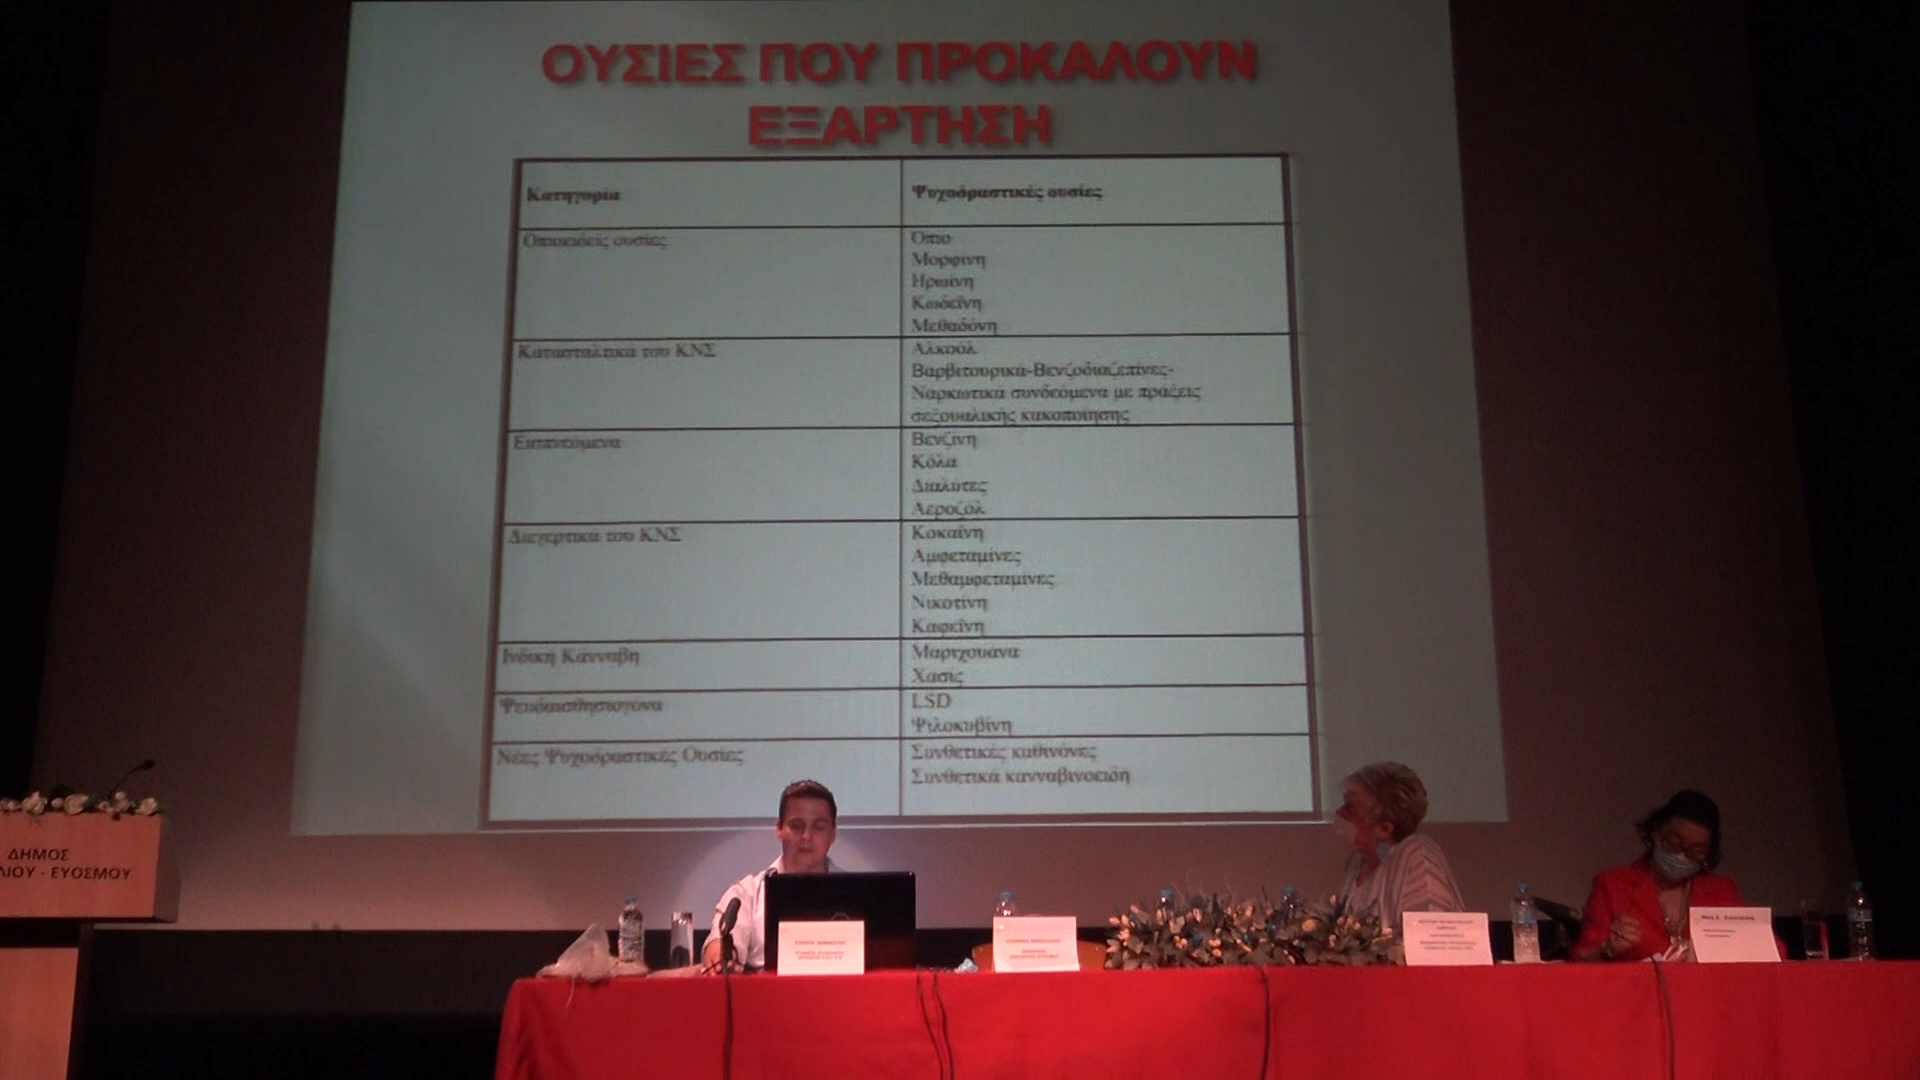 ΟΥΣΙΕΣ ΠΟΥ ΠΡΟΚΑΛΟΥΝ
ΕΞΑΡΤΗΣΗ
Κατηγορία
Ψυχοδραστικές ουσίες
Οπιοειδείς ουσίες
Όπιο
Μορφίνη
Ηρωίνη
Κωδεΐνη
Μεθαδόνη
Κατασταλτικά του ΚΝΣ
Αλκοόλ
Βαρβιτουρικά-Βενζοδιαζεπίνες-
Ναρκωτικά συνδεόμενα με πράξεις
σεξουαλικής κακοποίησης
Εισπνεόμενα
Βενζίνη
Κόλα
Διαλύτες
Αεροζόλ
Διεγερτικά του ΚΝΣ
Κοκαΐνη
Αμφεταμίνες
Μεθαμφεταμίνες
Νικοτίνη
Καφεΐνη
Ινδική Κάνναβη
Μαριχουάνα
Χασίς
Ψευδαισθησιογόνα
LSD
Ψιλοκυβίνη
Νέες Ψυχοδραστικές Ουσίες
Συνθετικές καθινόνες
Συνθετικά κανναβινοειδή
ΔΗΜΟΣ
ΛΙΟΥ - ΕΥΟΣΜΟΥ